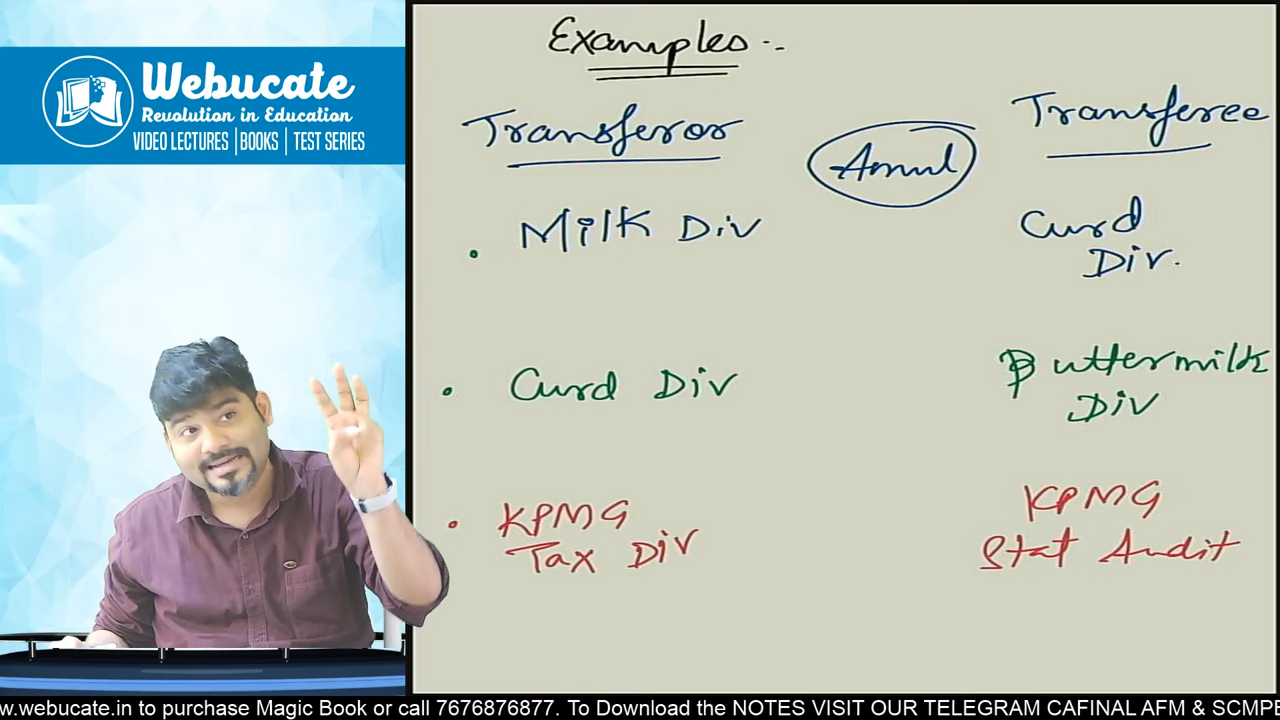 Webucate
Revolution in Education
VIDEO LECTURES | BOOKS | TEST SERIES
Examples :-
Transferor
Amul
Transferee
Milk Div
Curd
Div.
Curd Div
Buttermilk
Div
KPMG
Tax Div
KPMG
Stat Audit
w.webucate.in to purchase Magic Book or call 7676876877. To Download the NOTES VISIT OUR TELEGRAM CAFINAL AFM & SCMPE